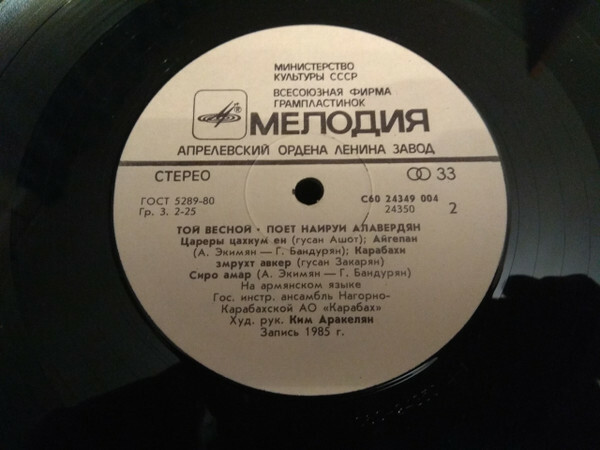 МИНИСТЕРСТВО
КУЛЬТУРЫ СССР
ВСЕСОЮЗНАЯ ФИРМА
ГРАМПЛАСТИНОК
МЕЛОДИЯ
АПРЕЛЕВСКИЙ ОРДЕНА ЛЕНИНА ЗАВОД
СТЕРЕО 33
ГОСТ 5289-80 С60 24349 004
Гр. 3. 2-25 24350 2
ТОЙ ВЕСНОЙ · ПОЕТ НАИРУИ АЛАВЕРДЯН
Цареры цахкум ен (гусан Ашот); Айгепан
(А. Экимян — Г. Бандурян); Карабахи
змрухт авкер (гусан Закарян)
Сиро амар (А. Экимян — Г. Бандурян)
На армянском языке
Гос. инстр. ансамбль Нагорно-
Карабахской АО «Карабах»
Худ. рук. Ким Аракелян
Запись 1985 г.